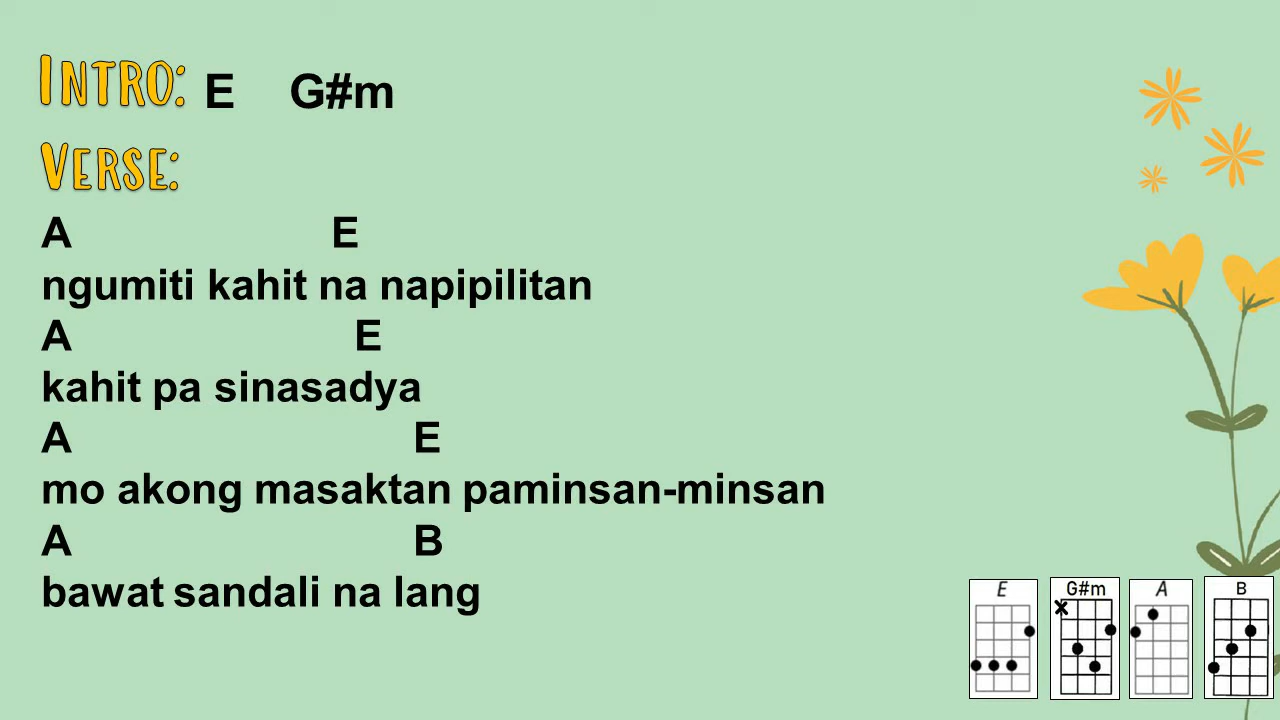 INTRO: E G#m
VERSE:
A E
ngumiti kahit na napipilitan
A E
kahit pa sinasadya
A E
mo akong masaktan paminsan-minsan
A B
bawat sandali na lang
E G#m A B
x